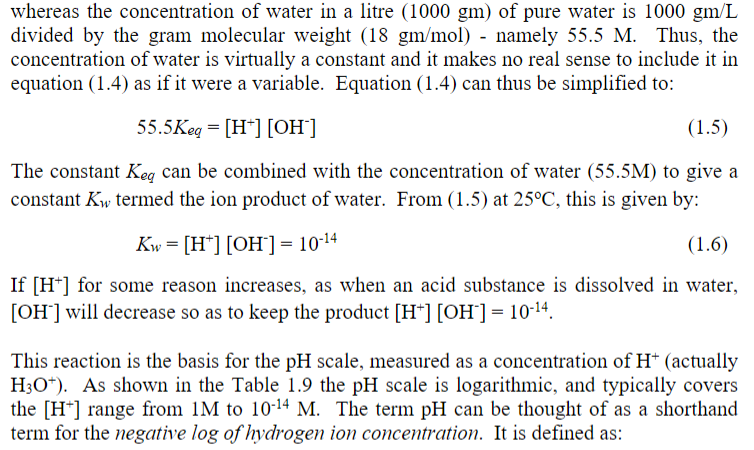 whereas the concentration of water in a litre (1000 gm) of pure water is 1000 gm/L
divided by the gram molecular weight (18 gm/mol) - namely 55.5 M. Thus, the
concentration of water is virtually a constant and it makes no real sense to include it in
equation (1.4) as if it were a variable. Equation (1.4) can thus be simplified to:
55.5Keq = [H⁺] [OH⁻] (1.5)
The constant Keq can be combined with the concentration of water (55.5M) to give a
constant Kw termed the ion product of water. From (1.5) at 25°C, this is given by:
Kw = [H⁺] [OH⁻] = 10⁻¹⁴ (1.6)
If [H⁺] for some reason increases, as when an acid substance is dissolved in water,
[OH⁻] will decrease so as to keep the product [H⁺] [OH⁻] = 10⁻¹⁴.
This reaction is the basis for the pH scale, measured as a concentration of H⁺ (actually
H₃O⁺). As shown in the Table 1.9 the pH scale is logarithmic, and typically covers
the [H⁺] range from 1M to 10⁻¹⁴ M. The term pH can be thought of as a shorthand
term for the negative log of hydrogen ion concentration. It is defined as: